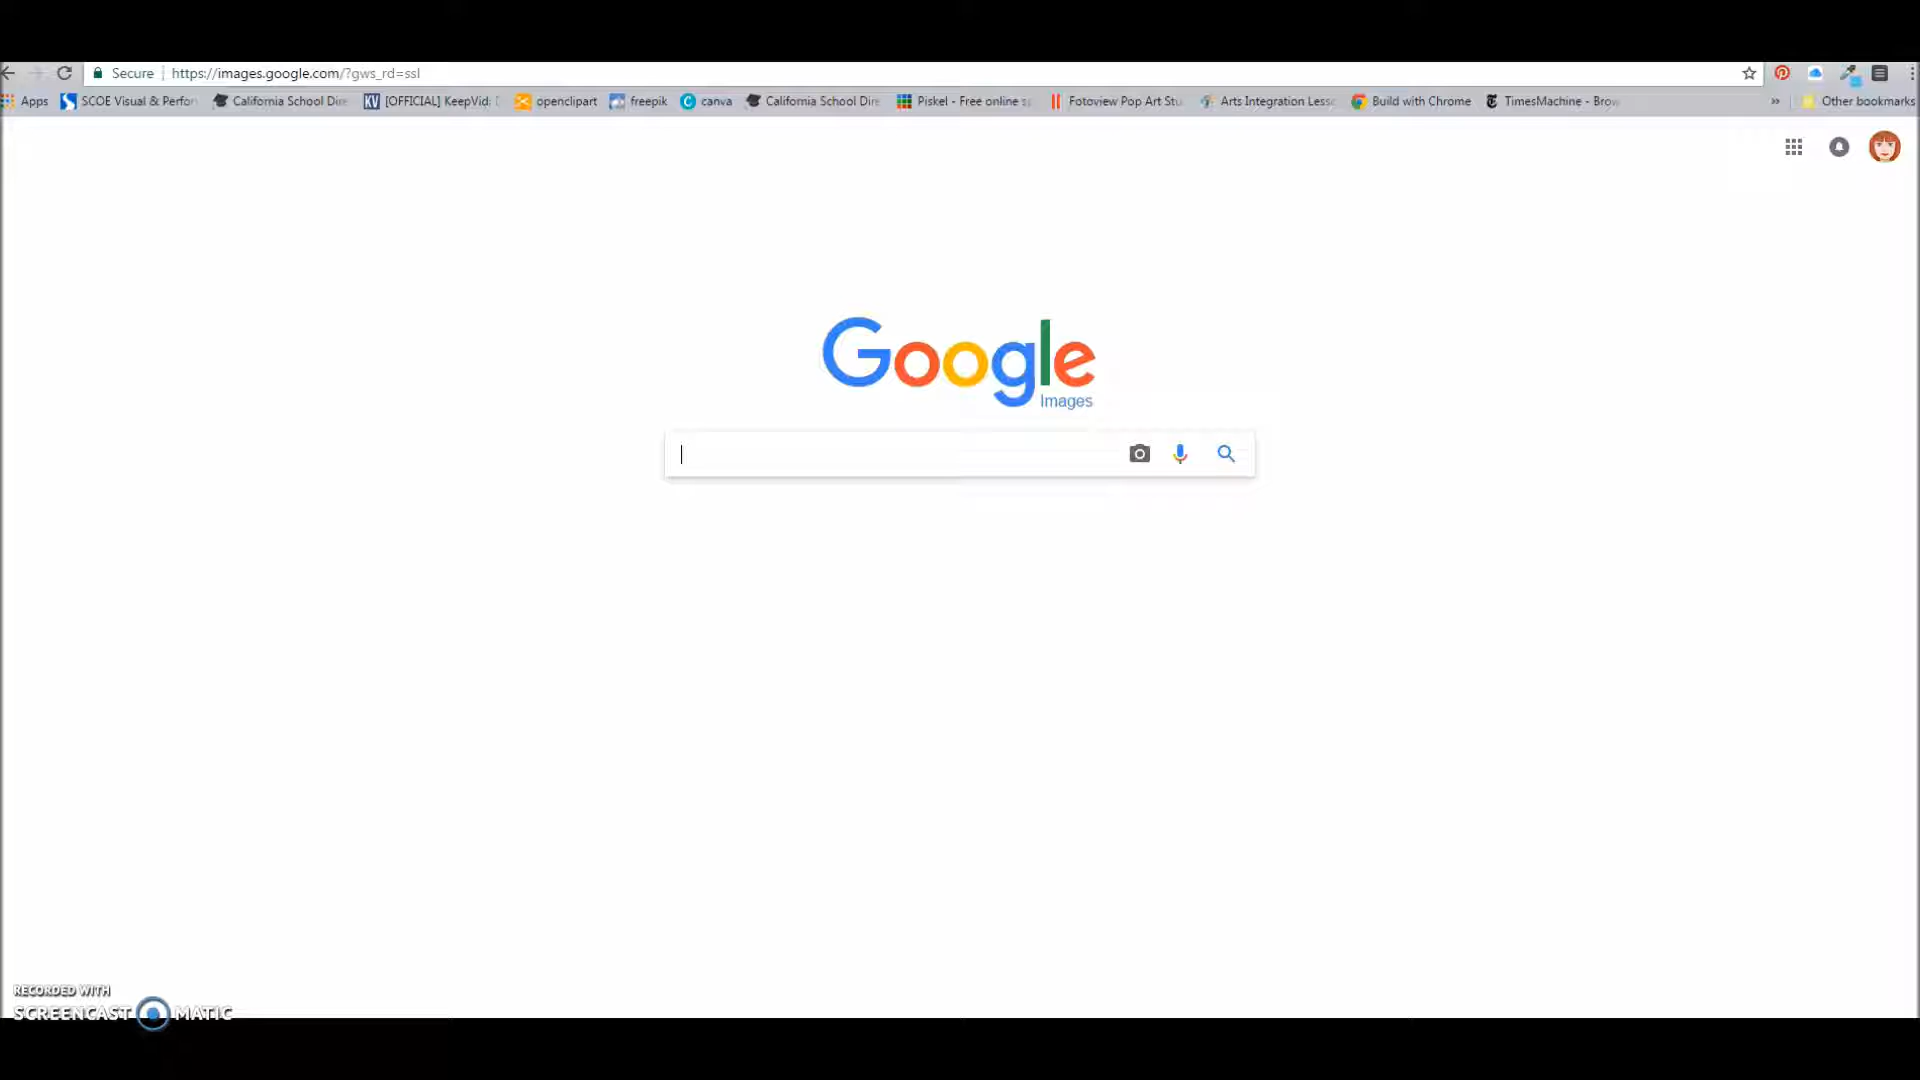 Secure https://images.google.com/?gws_rd=ssl
Apps SCOE Visual & Perfor California School Dire [OFFICIAL] KeepVid: openclipart freepik canva California School Dire Piskel - Free online s Fotoview Pop Art Stu Arts Integration Lesso Build with Chrome TimesMachine - Brow » Other bookmarks
Google
Images
RECORDED WITH
SCREENCAST MATIC